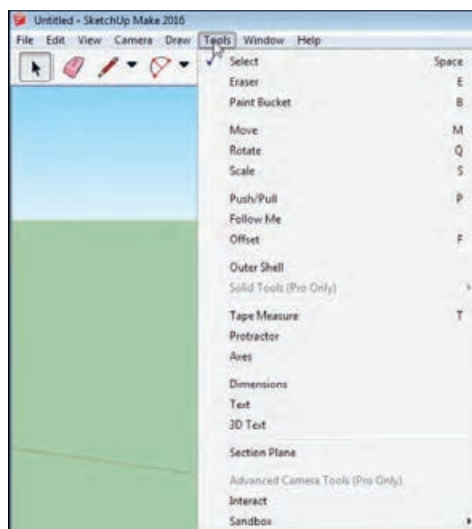 Untitled - SketchUp Make 2016
File Edit View Camera Draw Tools Window Help
Select Space
Eraser E
Paint Bucket B
Move M
Rotate Q
Scale S
Push/Pull P
Follow Me
Offset F
Outer Shell
Solid Tools (Pro Only)
Tape Measure T
Protractor
Axes
Dimensions
Text
3D Text
Section Plane
Advanced Camera Tools (Pro Only)
Interact
Sandbox